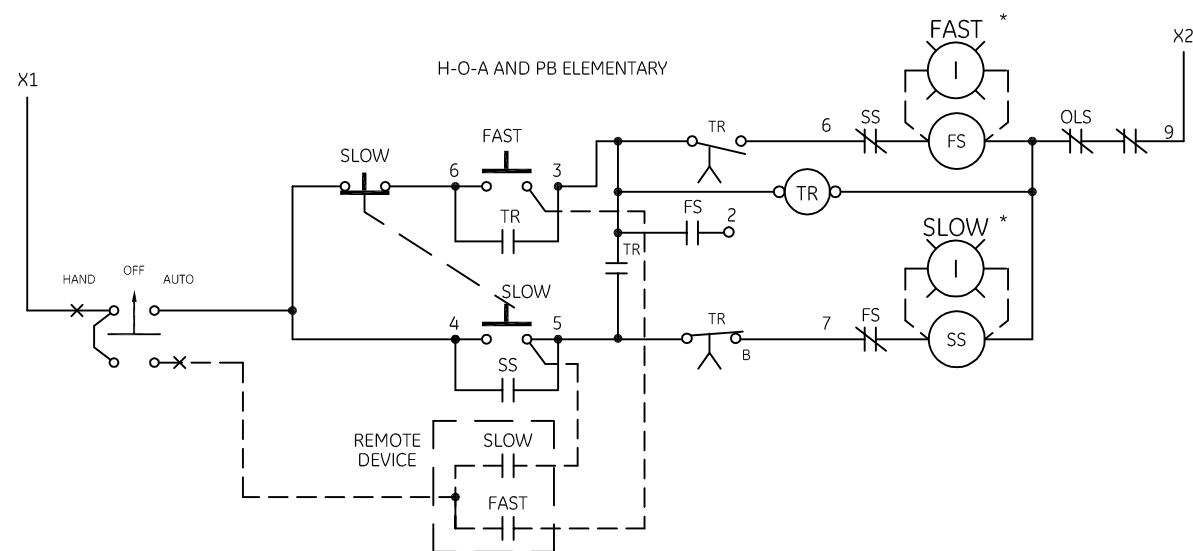 FAST *
X2
X1
H-O-A AND PB ELEMENTARY
I
SLOW
FAST
6
3
TR
6
SS
FS
OLS
9
TR
TR
FS
2
TR
SLOW *
I
HAND
OFF
AUTO
SLOW
4
5
TR
B
7
FS
SS
SS
REMOTE
DEVICE
SLOW
FAST